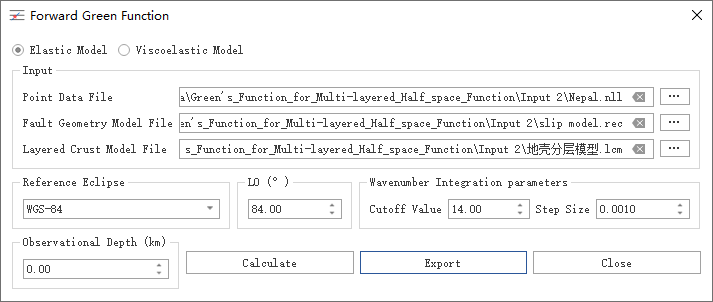 Forward Green Function
Elastic Model Viscoelastic Model
Input
Point Data File a\Green's_Function_for_Multi-layered_Half_space_Function\Input 2\Nepal.nll ...
Fault Geometry Model File en's_Function_for_Multi-layered_Half_space_Function\Input 2\slip model.rec ...
Layered Crust Model File s_Function_for_Multi-layered_Half_space_Function\Input 2\地壳分层模型.lcm ...
Reference Eclipse L0 (°) Wavenumber Integration parameters
WGS-84 84.00 Cutoff Value 14.00 Step Size 0.0010
Observational Depth (km)
0.00 Calculate Export Close